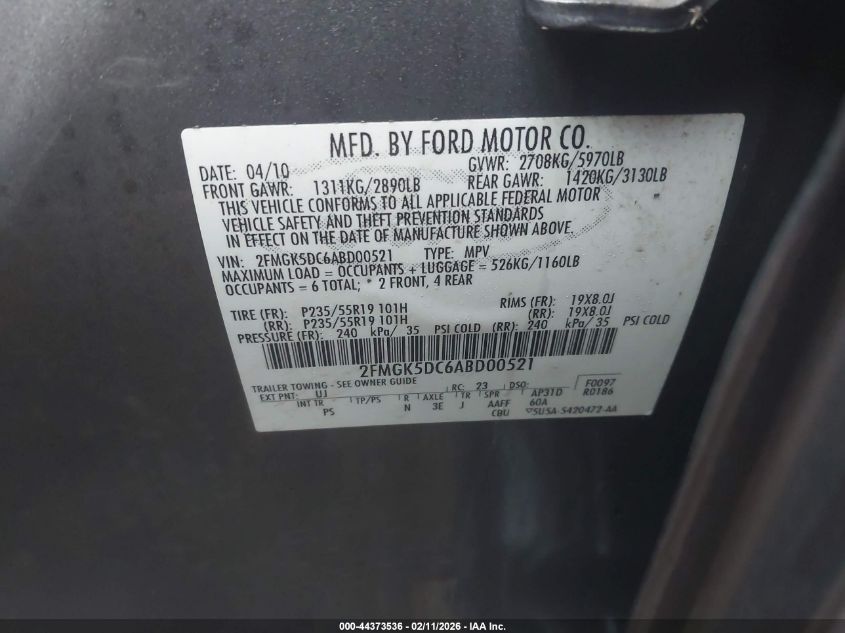 MFD. BY FORD MOTOR CO.
DATE: 04/10 GVWR: 2708KG/5970LB
FRONT GAWR: 1311KG/2890LB REAR GAWR: 1420KG/3130LB
THIS VEHICLE CONFORMS TO ALL APPLICABLE FEDERAL MOTOR
VEHICLE SAFETY AND THEFT PREVENTION STANDARDS
IN EFFECT ON THE DATE OF MANUFACTURE SHOWN ABOVE.
VIN: 2FMGK5DC6ABD00521 TYPE: MPV
MAXIMUM LOAD = OCCUPANTS + LUGGAGE = 526KG/1160LB
OCCUPANTS = 6 TOTAL; * 2 FRONT, 4 REAR
TIRE (FR): P235/55R19 101H RIMS (FR): 19X8.0J
(RR): P235/55R19 101H (RR): 19X8.0J
PRESSURE (FR): 240 kPa/ 35 PSI COLD (RR): 240 kPa/ 35 PSI COLD
2FMGK5DC6ABD00521
TRAILER TOWING - SEE OWNER GUIDE RC: 23 DSO: F0097
EXT PNT: UJ R AXLE TR SPR AP31D R0186
INT TR TP/PS N 3E J AAFF 60A
PS CBU 5U5A-5420472-AA
000-44373536 - 02/11/2026 - IAA Inc.